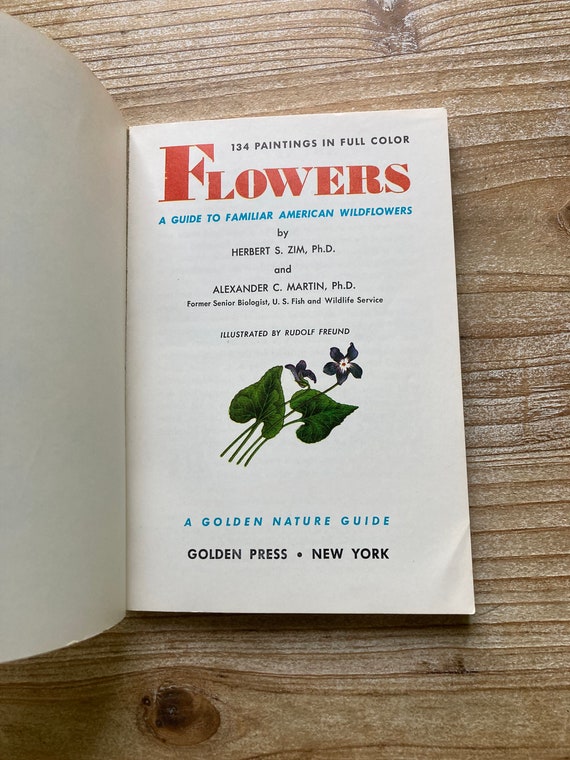 134 PAINTINGS IN FULL COLOR
FLOWERS
A GUIDE TO FAMILIAR AMERICAN WILDFLOWERS
by
HERBERT S. ZIM, Ph.D.
and
ALEXANDER C. MARTIN, Ph.D.
Former Senior Biologist, U. S. Fish and Wildlife Service
ILLUSTRATED BY RUDOLF FREUND
A GOLDEN NATURE GUIDE
GOLDEN PRESS • NEW YORK